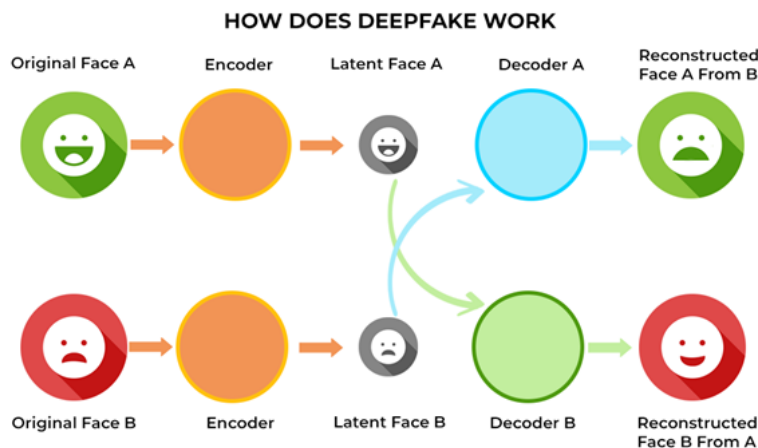 HOW DOES DEEPFAKE WORK
Original Face A
Encoder
Latent Face A
Decoder A
Reconstructed
Face A From B
Original Face B
Encoder
Latent Face B
Decoder B
Reconstructed
Face B From A